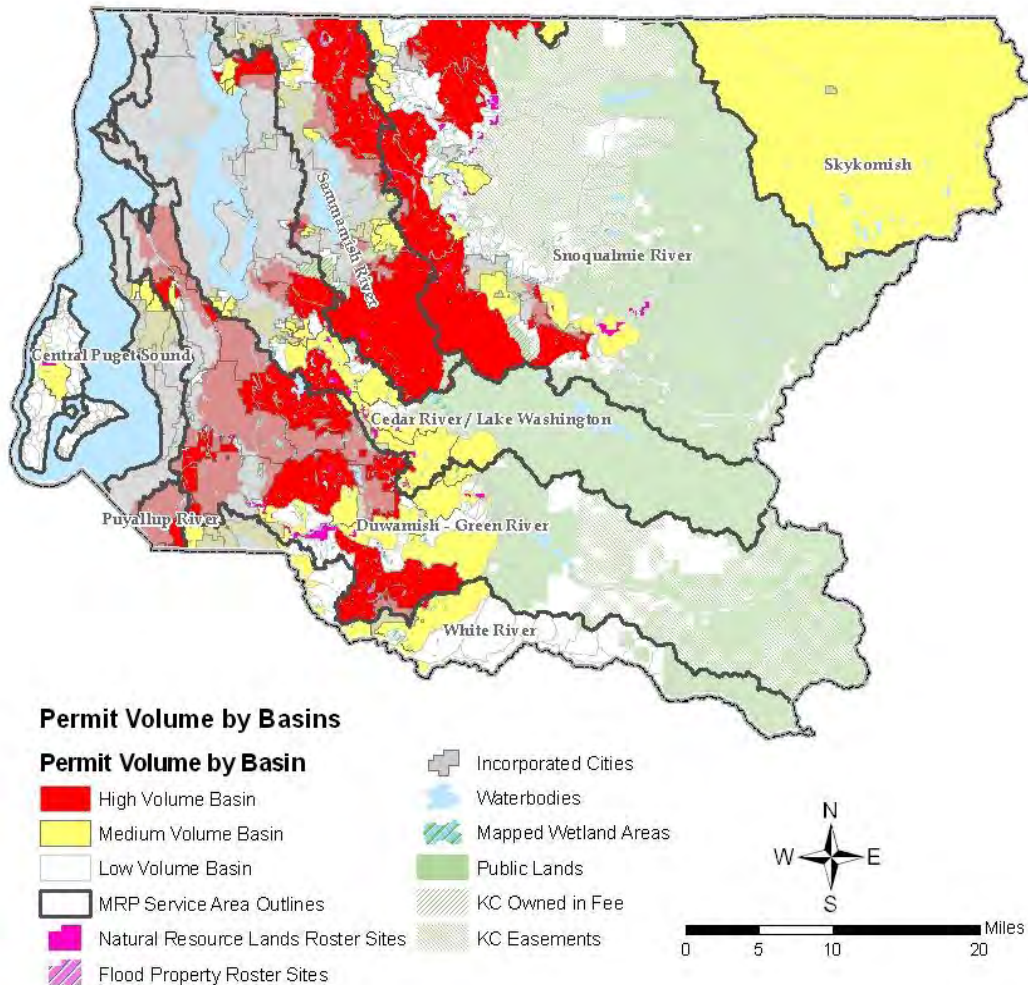 Skykomish
Sammamish River
Snoqualmie River
Central Puget Sound
Cedar River / Lake Washington
Puyallup River
Duwamish - Green River
White River
Permit Volume by Basins
Permit Volume by Basin
High Volume Basin
Medium Volume Basin
Low Volume Basin
MRP Service Area Outlines
Natural Resource Lands Roster Sites
Flood Property Roster Sites
Incorporated Cities
Waterbodies
Mapped Wetland Areas
Public Lands
KC Owned in Fee
KC Easements
N
W E
S
Miles
0 5 10 20